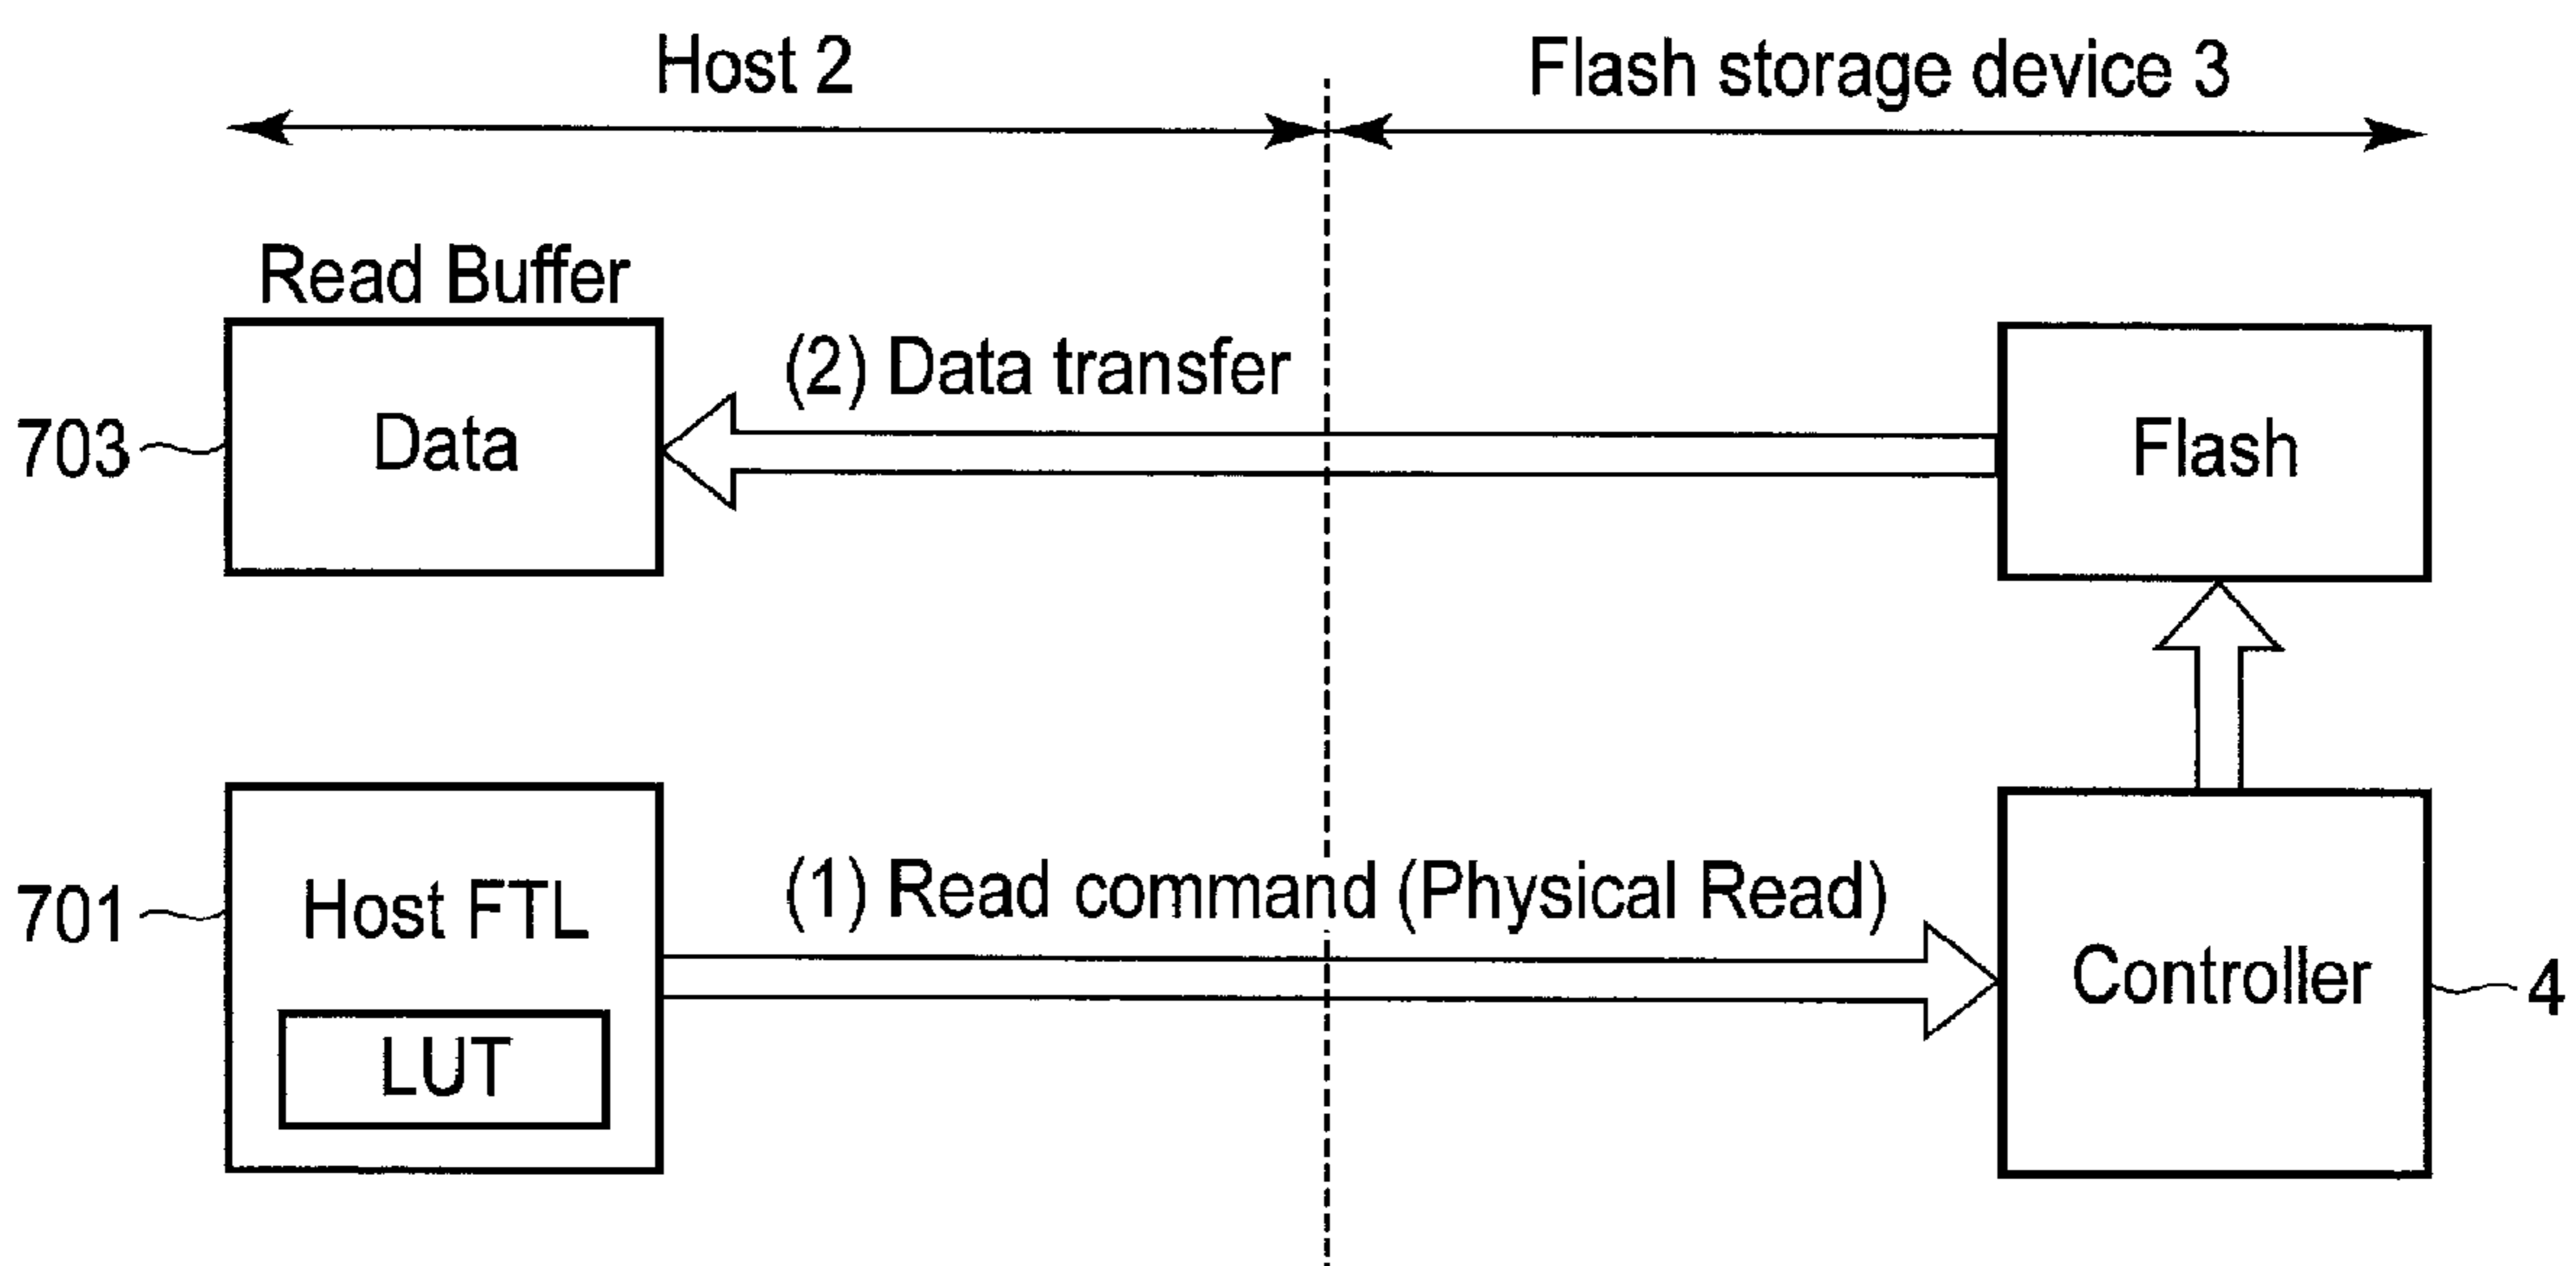 Host 2
Flash storage device 3
Read Buffer
(2) Data transfer
703
Data
Flash
(1) Read command (Physical Read)
701
Host FTL
LUT
Controller
4